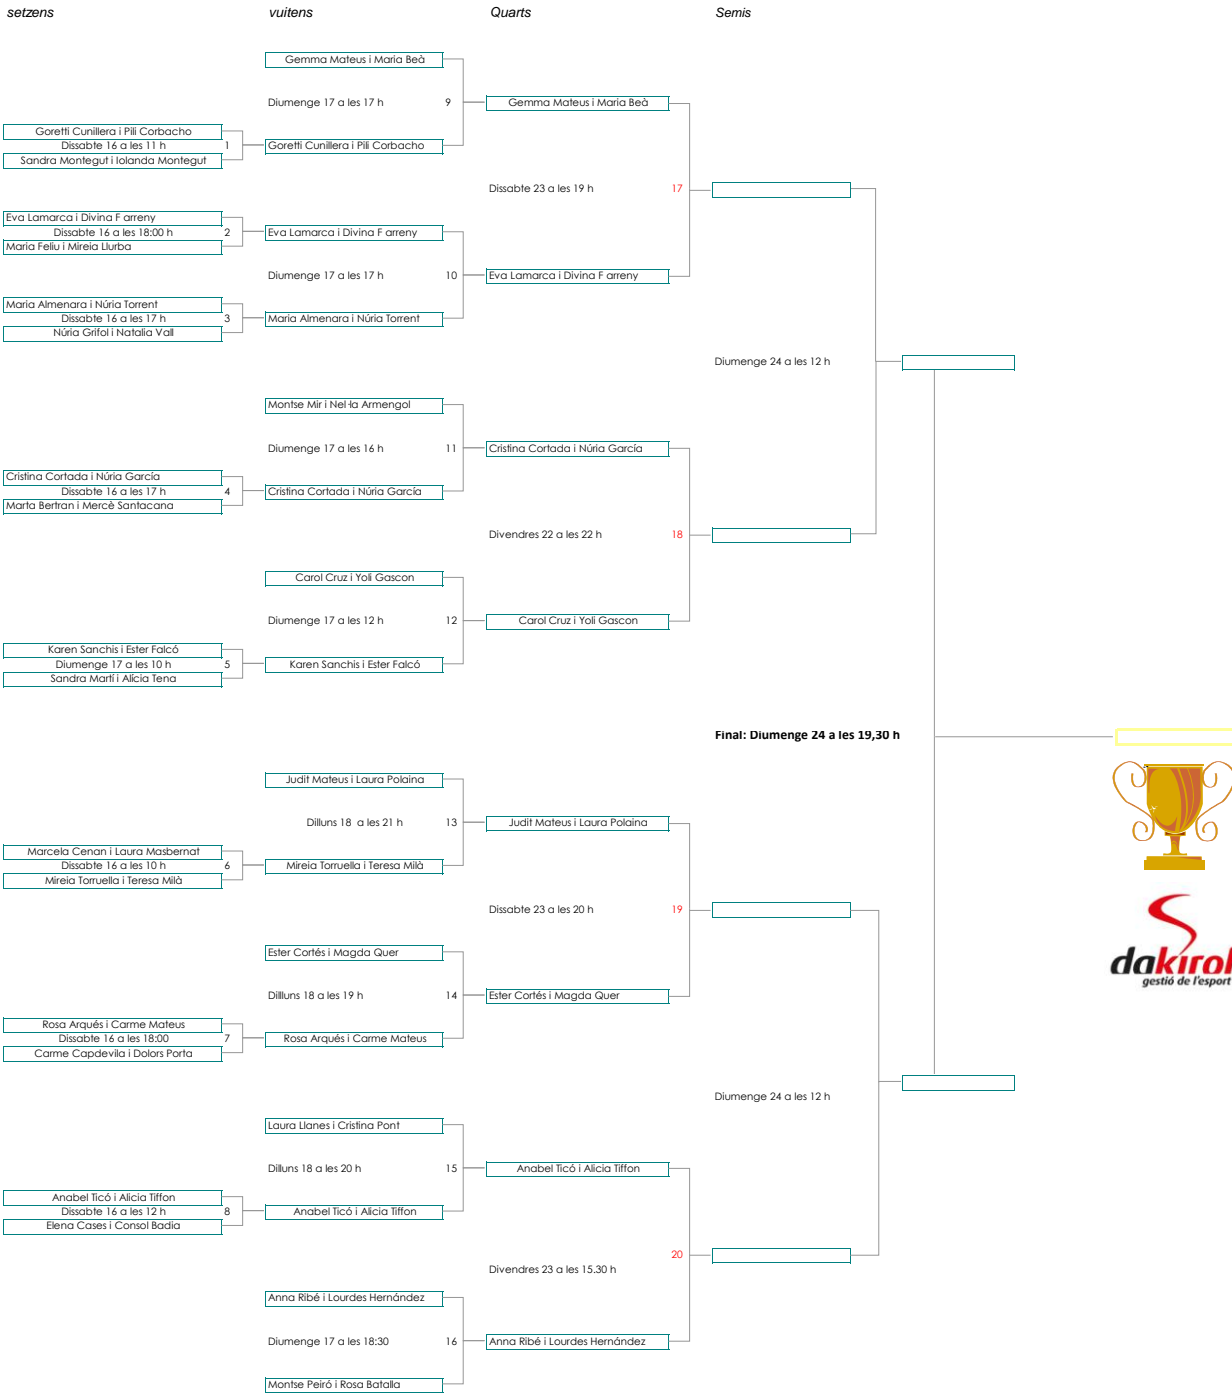 setzens
vuitens
Quarts
Semis
Gemma Mateus i Maria Beà
Diumenge 17 a les 17 h 9
Gemma Mateus i Maria Beà
Goretti Cunillera i Pili Corbacho
Dissabte 16 a les 11 h 1
Goretti Cunillera i Pili Corbacho
Sandra Montegut i Iolanda Montegut
Dissabte 23 a les 19 h 17
Eva Lamarca i Divina F arreny
Dissabte 16 a les 18:00 h 2
Eva Lamarca i Divina F arreny
Maria Feliu i Mireia Llurba
Diumenge 17 a les 17 h 10
Eva Lamarca i Divina F arreny
Maria Almenara i Núria Torrent
Dissabte 16 a les 17 h 3
Maria Almenara i Núria Torrent
Núria Grifol i Natalia Vall
Diumenge 24 a les 12 h
Montse Mir i Nel·la Armengol
Diumenge 17 a les 16 h 11
Cristina Cortada i Núria García
Cristina Cortada i Núria García
Dissabte 16 a les 17 h 4
Cristina Cortada i Núria García
Marta Bertran i Mercè Santacana
Divendres 22 a les 22 h 18
Carol Cruz i Yoli Gascon
Diumenge 17 a les 12 h 12
Carol Cruz i Yoli Gascon
Karen Sanchis i Ester Falcó
Diumenge 17 a les 10 h 5
Karen Sanchis i Ester Falcó
Sandra Martí i Alícia Tena
Final: Diumenge 24 a les 19,30 h
Judit Mateus i Laura Polaina
Dilluns 18 a les 21 h 13
Judit Mateus i Laura Polaina
Marcela Cenan i Laura Masbernat
Dissabte 16 a les 10 h 6
Mireia Torruella i Teresa Milà
Mireia Torruella i Teresa Milà
Dissabte 23 a les 20 h 19
Ester Cortés i Magda Quer
dakirol
gestió de l'esport
Dillluns 18 a les 19 h 14
Ester Cortés i Magda Quer
Rosa Arqués i Carme Mateus
Dissabte 16 a les 18:00 7
Rosa Arqués i Carme Mateus
Carme Capdevila i Dolors Porta
Diumenge 24 a les 12 h
Laura Llanes i Cristina Pont
Dilluns 18 a les 20 h 15
Anabel Ticó i Alicia Tiffon
Anabel Ticó i Alicia Tiffon
Dissabte 16 a les 12 h 8
Anabel Ticó i Alicia Tiffon
Elena Cases i Consol Badia
20
Divendres 23 a les 15.30 h
Anna Ribé i Lourdes Hernández
Diumenge 17 a les 18:30 16
Anna Ribé i Lourdes Hernández
Montse Peiró i Rosa Batalla